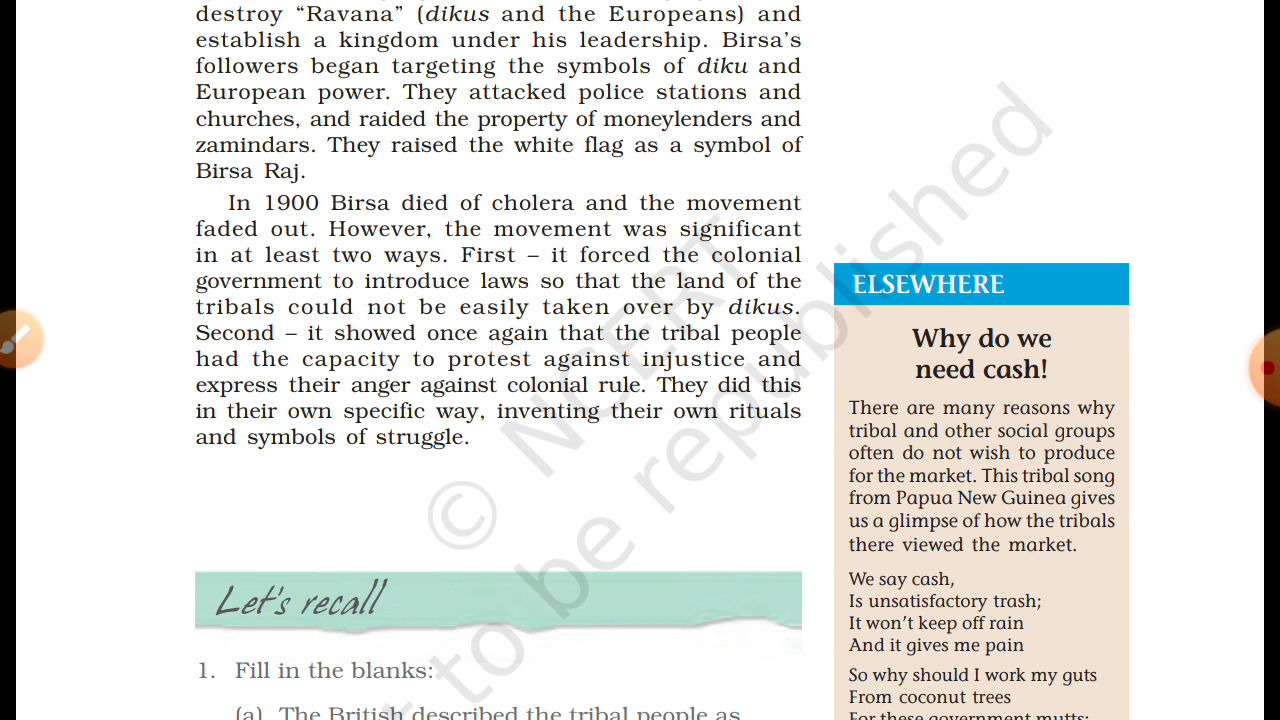 destroy “Ravana” (dikus and the Europeans) and
establish a kingdom under his leadership. Birsa’s
followers began targeting the symbols of diku and
European power. They attacked police stations and
churches, and raided the property of moneylenders and
zamindars. They raised the white flag as a symbol of
Birsa Raj.
In 1900 Birsa died of cholera and the movement
faded out. However, the movement was significant
in at least two ways. First – it forced the colonial
government to introduce laws so that the land of the
tribals could not be easily taken over by dikus.
Second – it showed once again that the tribal people
had the capacity to protest against injustice and
express their anger against colonial rule. They did this
in their own specific way, inventing their own rituals
and symbols of struggle.
Let's recall
1. Fill in the blanks:
(a) The British described the tribal people as
ELSEWHERE
Why do we
need cash!
There are many reasons why
tribal and other social groups
often do not wish to produce
for the market. This tribal song
from Papua New Guinea gives
us a glimpse of how the tribals
there viewed the market.
We say cash,
Is unsatisfactory trash;
It won’t keep off rain
And it gives me pain
So why should I work my guts
From coconut trees
For these government mutts;
© NCERT
to be republished